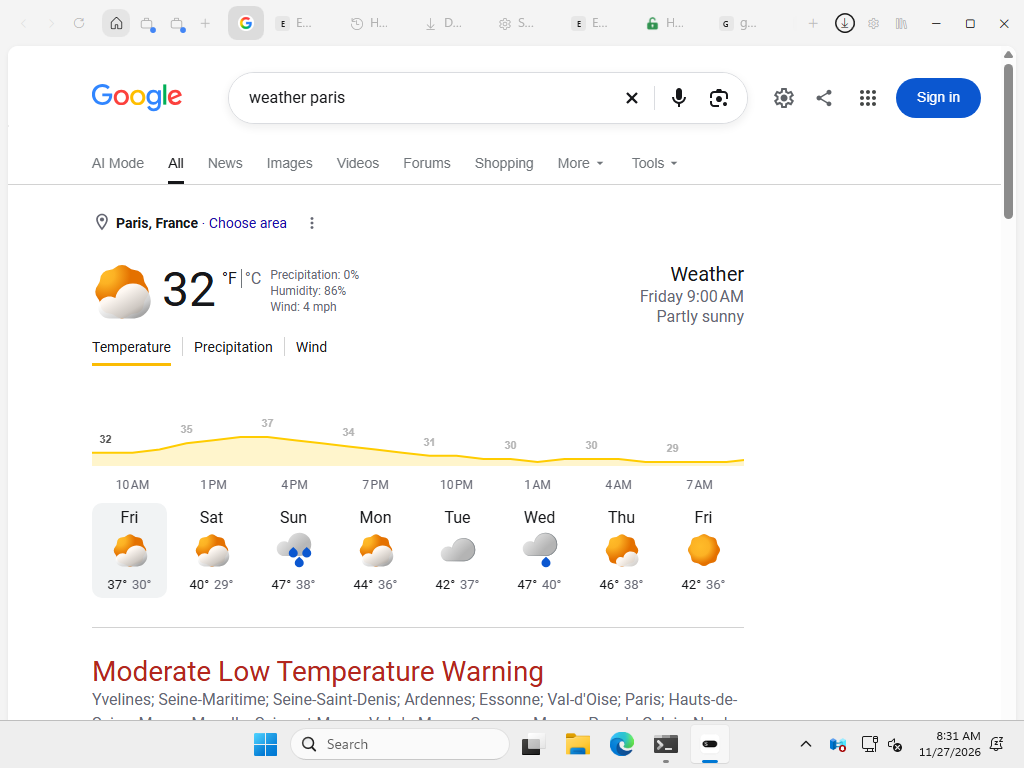 E...
H...
D...
S...
E...
H...
g...
Google
weather paris
Sign in
AI Mode
All
News
Images
Videos
Forums
Shopping
More
Tools
Paris, France · Choose area
32
°F | °C
Precipitation: 0%
Humidity: 86%
Wind: 4 mph
Weather
Friday 9:00 AM
Partly sunny
Temperature
Precipitation
Wind
32 35 37 34 31 30 30 29
10 AM 1 PM 4 PM 7 PM 10 PM 1 AM 4 AM 7 AM
Fri Sat Sun Mon Tue Wed Thu Fri
37° 30° 40° 29° 47° 38° 44° 36° 42° 37° 47° 40° 46° 38° 42° 36°
Moderate Low Temperature Warning
Yvelines; Seine-Maritime; Seine-Saint-Denis; Ardennes; Essonne; Val-d'Oise; Paris; Hauts-de-
Search
8:31 AM
11/27/2026